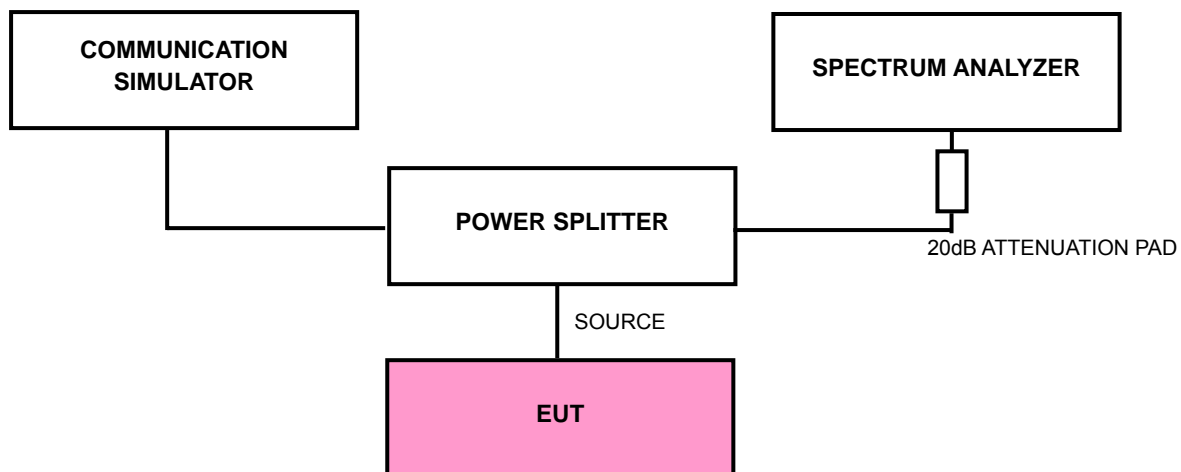 COMMUNICATION
SIMULATOR
SPECTRUM ANALYZER
POWER SPLITTER
20dB ATTENUATION PAD
SOURCE
EUT